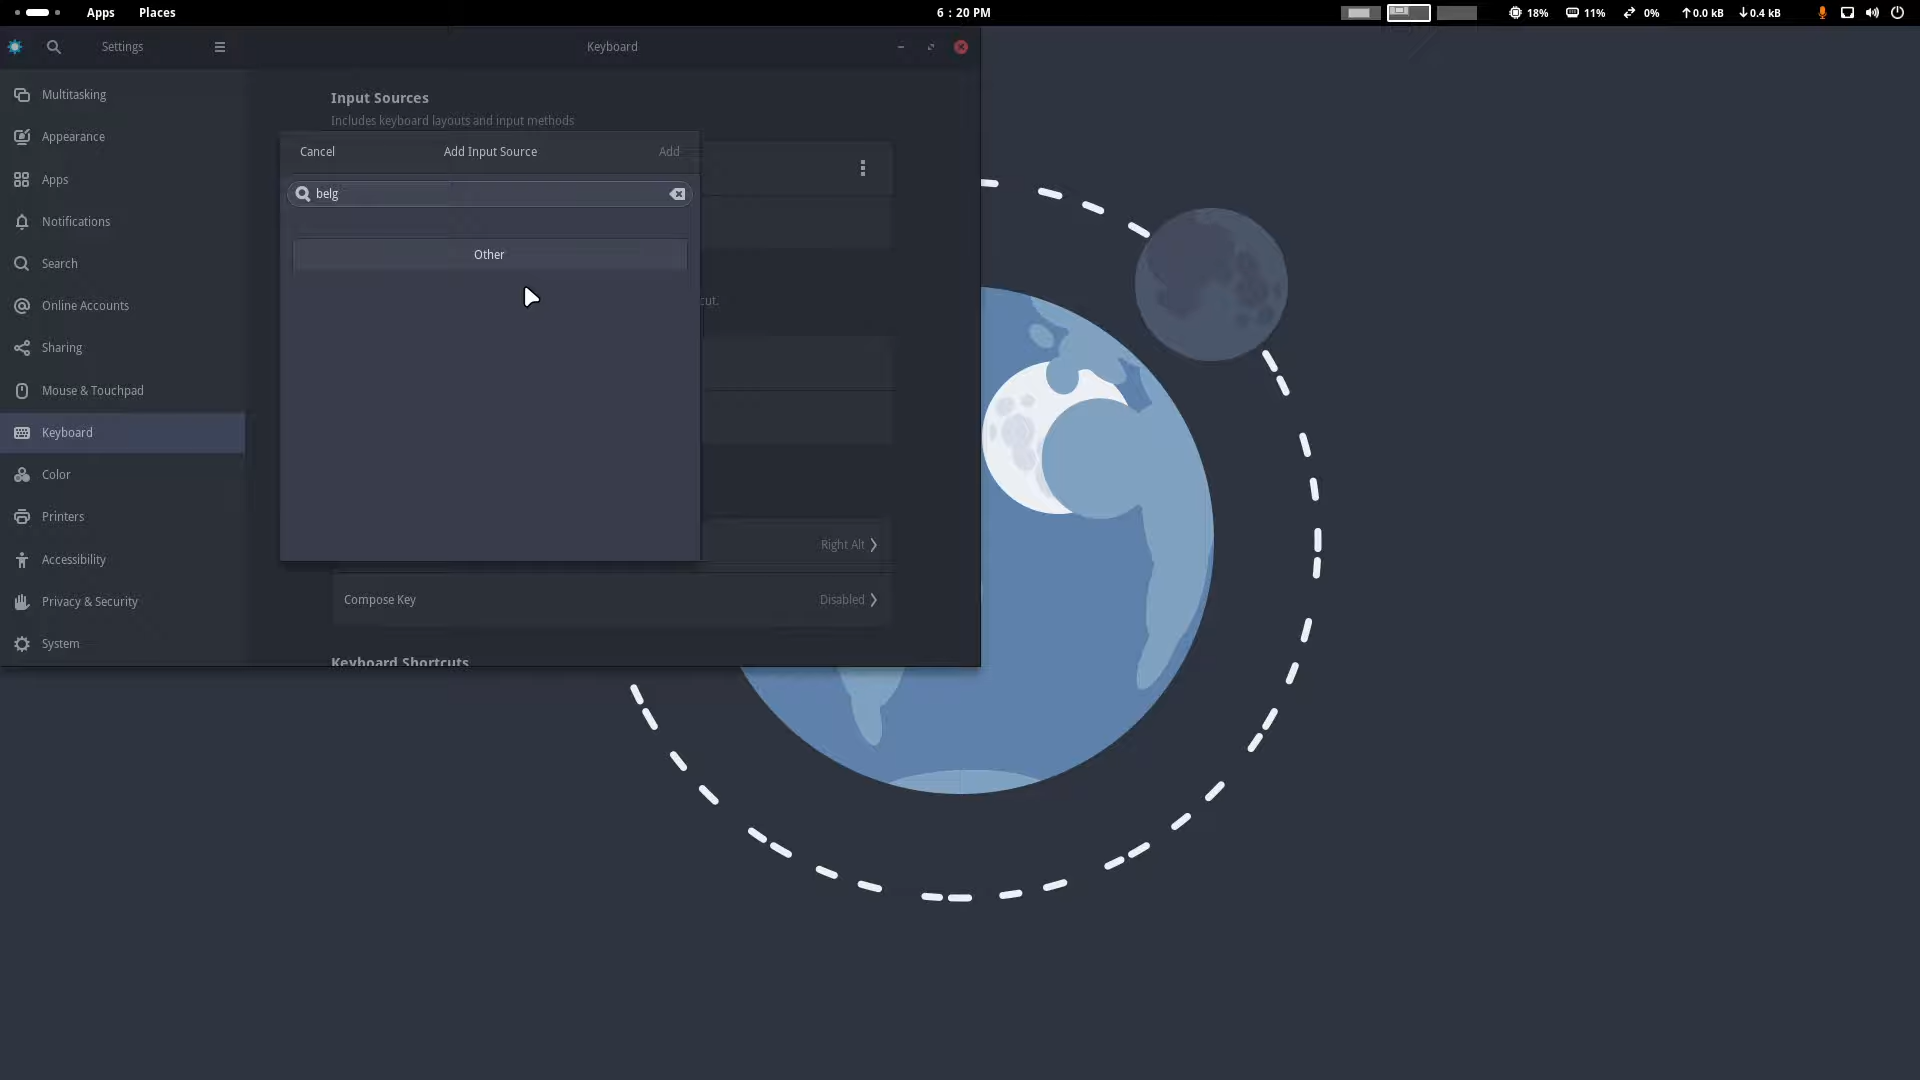 Apps
Places
6 : 20 PM
18%
11%
0%
0.0 kB
0.4 kB
Settings
Keyboard
Multitasking
Appearance
Apps
Notifications
Search
Online Accounts
Sharing
Mouse & Touchpad
Keyboard
Color
Printers
Accessibility
Privacy & Security
System
Input Sources
Includes keyboard layouts and input methods
Cancel
Add Input Source
Add
belg
Other
cut.
Right Alt
Compose Key
Disabled
Keyboard Shortcuts